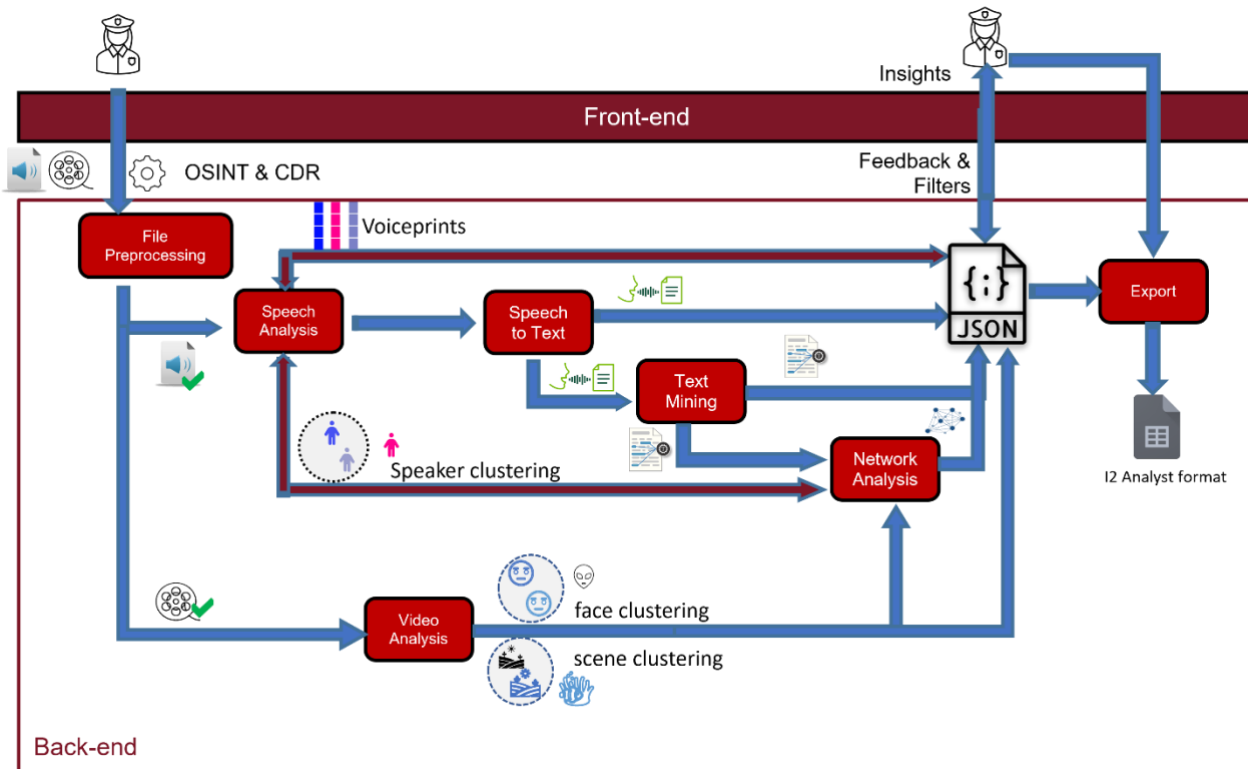 Insights
Front-end
OSINT & CDR
Feedback &
Filters
File
Preprocessing
Voiceprints
Speech
Analysis
Speech
to Text
{;}
JSON
Export
Text
Mining
Speaker clustering
Network
Analysis
I2 Analyst format
Video
Analysis
face clustering
scene clustering
Back-end